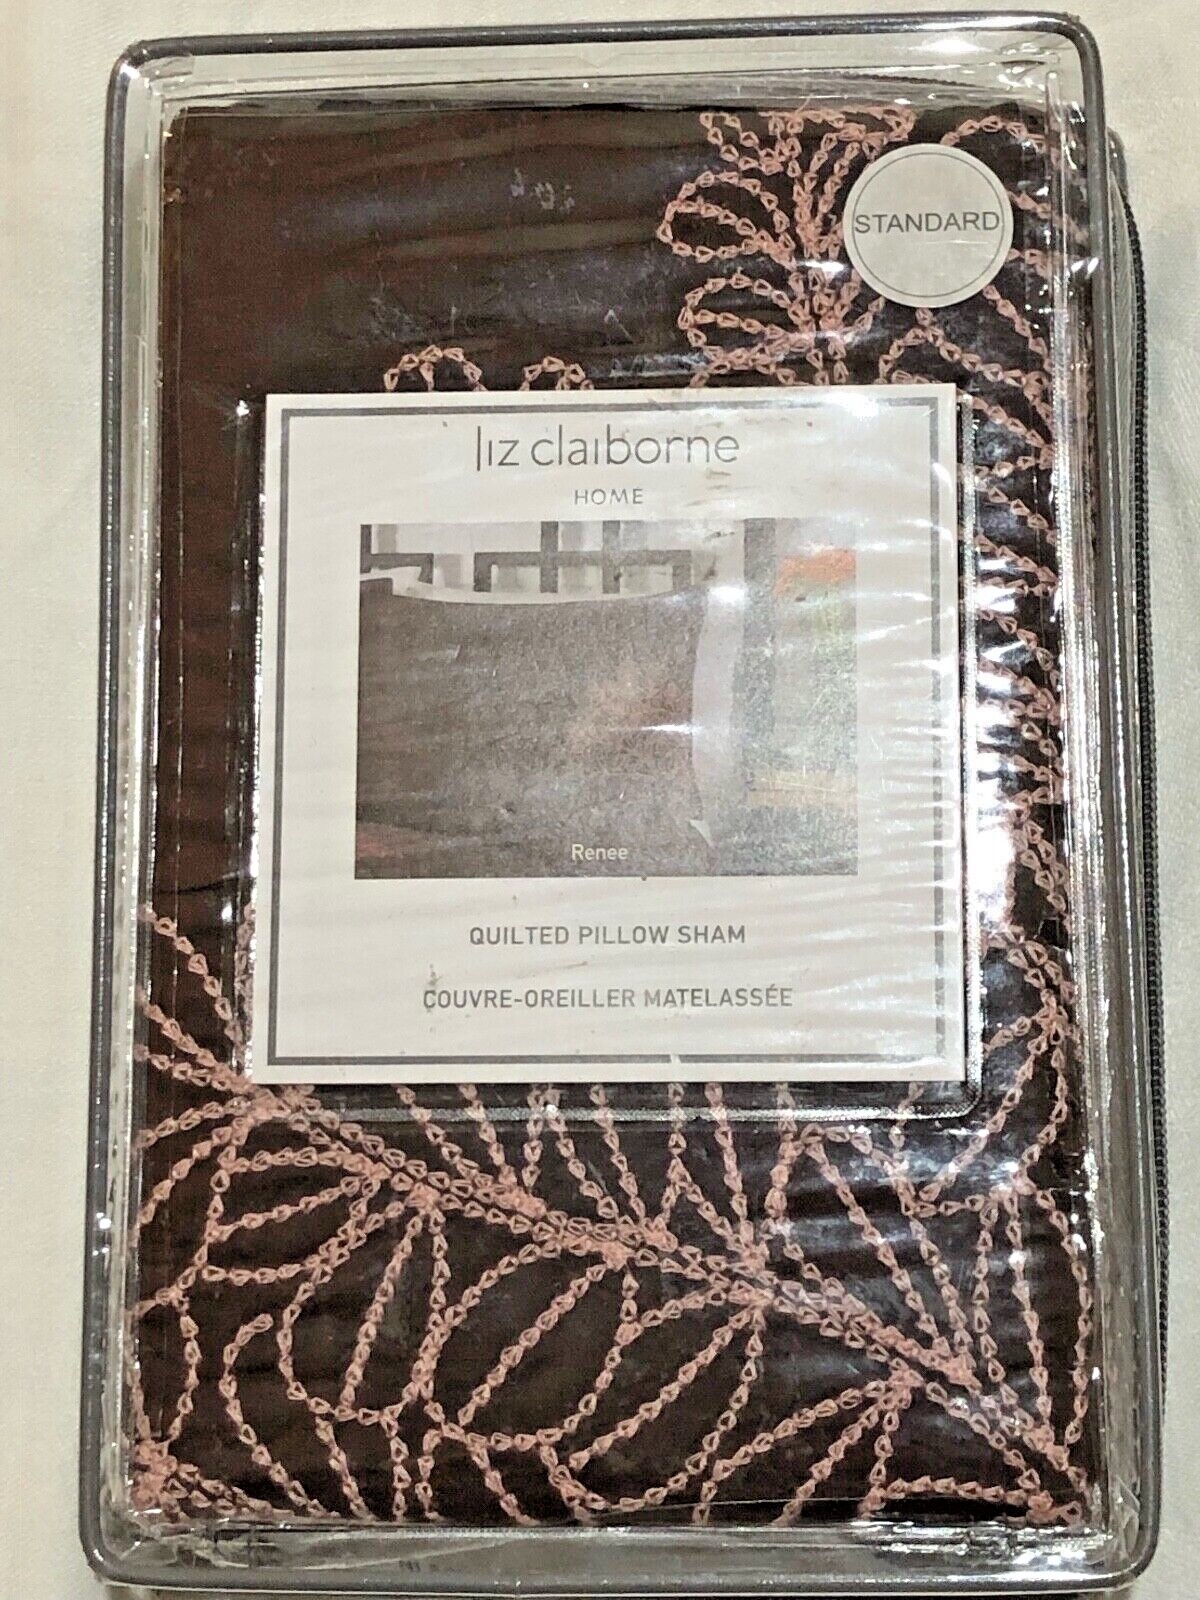 STANDARD
liz claiborne
HOME
Renee
QUILTED PILLOW SHAM
COUVRE-OREILLER MATELASSÉE